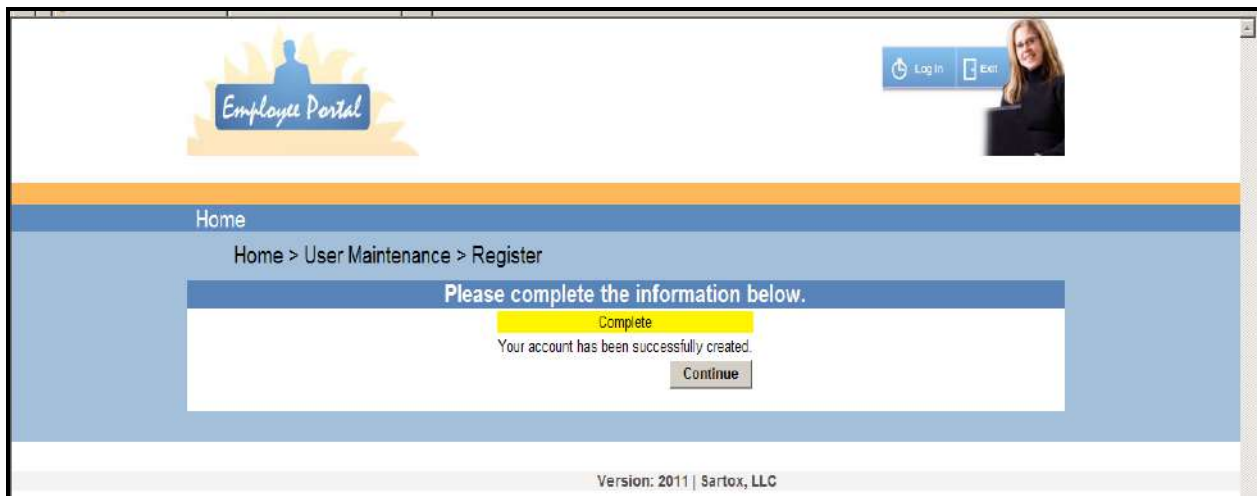 Employee Portal
Log In Exit
Home
Home > User Maintenance > Register
Please complete the information below.
Complete
Your account has been successfully created.
Continue
Version: 2011 | Sartox, LLC